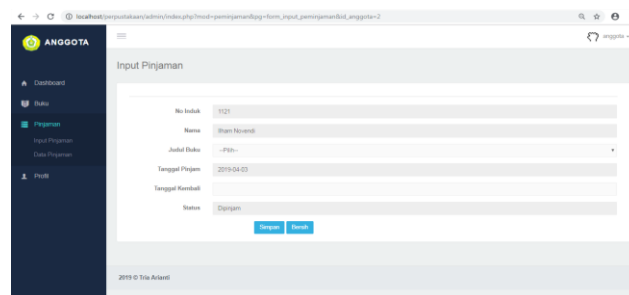 localhost/perpustakaan/admin/index.php?mod=peminjaman&pg=form_input_peminjaman&id_anggota=2
ANGGOTA
anggota
Input Pinjaman
Dashboard
Buku
Pinjaman
Input Pinjaman
Data Pinjaman
Profil
No Induk 1121
Nama Ilham Novendi
Judul Buku --Pilih--
Tanggal Pinjam 2019-04-03
Tanggal Kembali
Status Dipinjam
Simpan Bersih
2019 © Tria Arianti